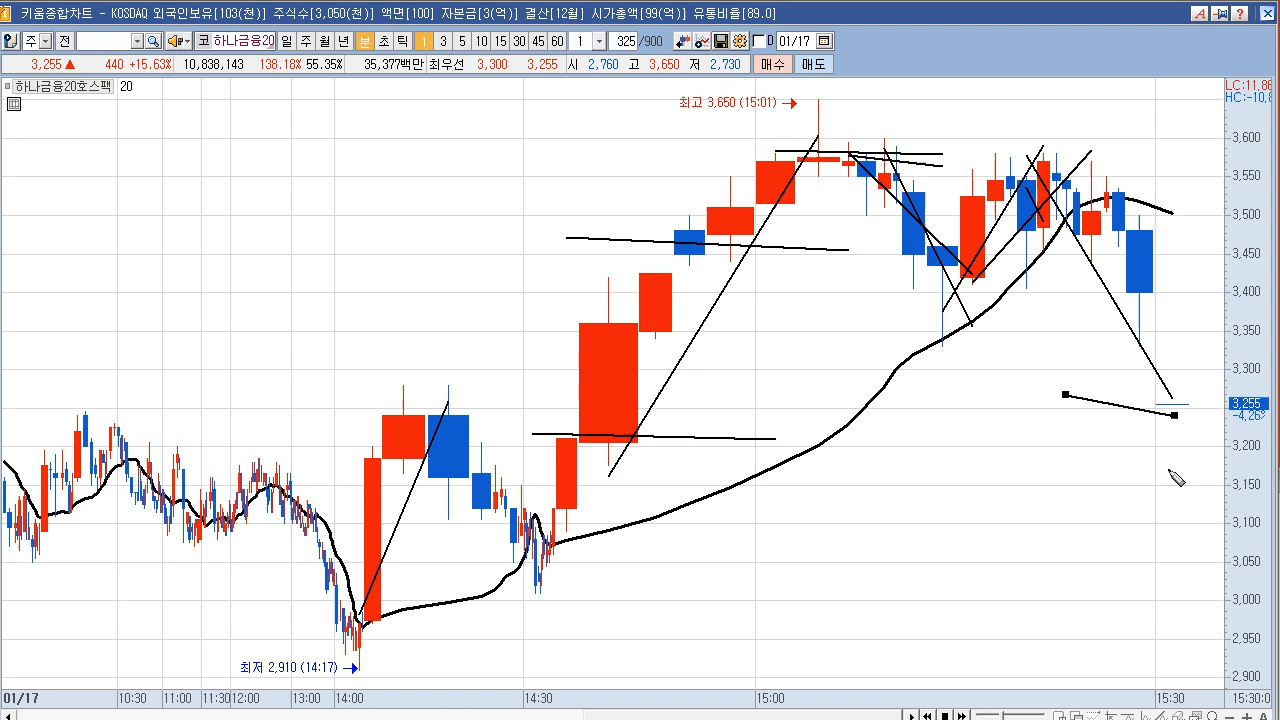 키움종합차트 - KOSDAQ 외국인보유[103(천)] 주식수[3,050(천)] 액면[100] 자본금[3(억)] 결산[12월] 시가총액[99(억)] 유통비율[89.0]
주 전 코 하나금융20 일 주 월 년 분 초 틱 1 3 5 10 15 30 45 60 1 325 /900 D 01/17
3,255 ▲ 440 +15.63% 10,838,143 138.18% 55.35% 35,377백만 최우선 3,300 3,255 시 2,760 고 3,650 저 2,730 매수 매도
하나금융20호스팩 20
LC:11,86
HC:-10,8
최고 3,650 (15:01)
3,600
3,550
3,500
3,450
3,400
3,350
3,300
3,255
3,200
3,150
3,100
3,050
3,000
2,950
2,900
최저 2,910 (14:17)
01/17 10:30 11:00 11:30 12:00 13:00 14:00 14:30 15:00 15:30 15:30:0